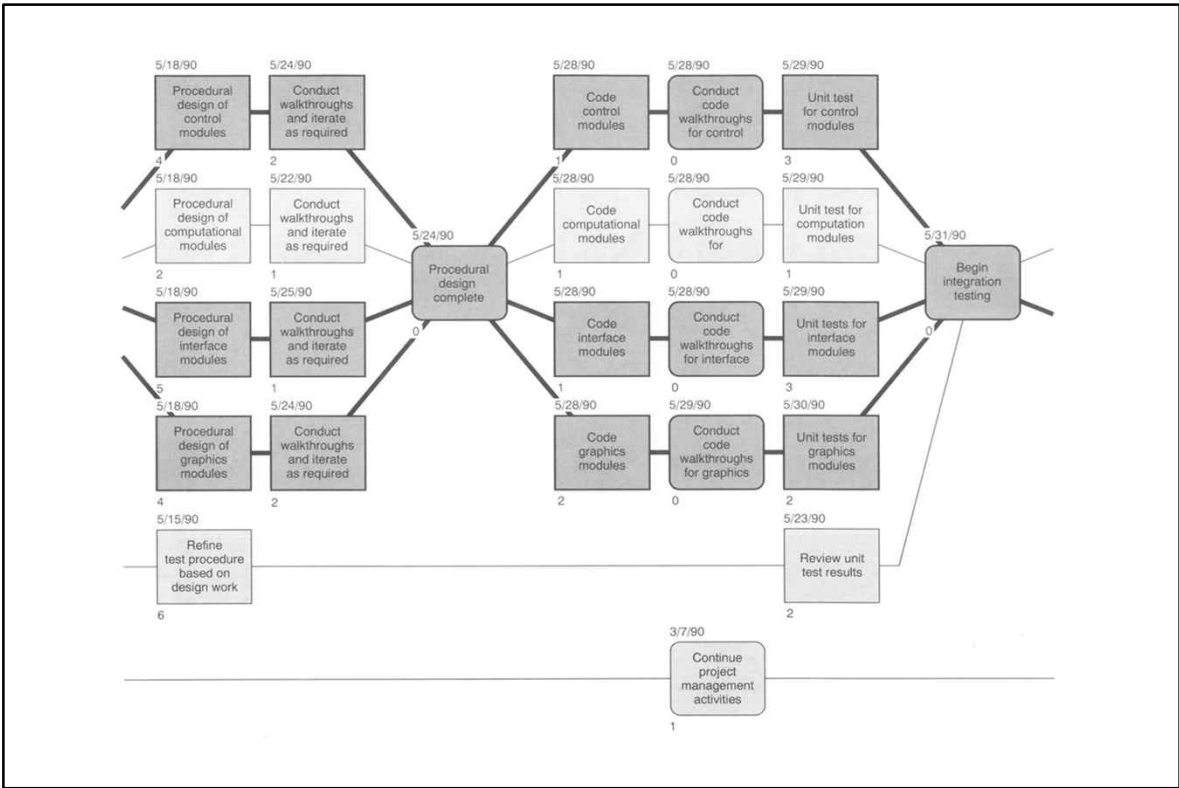 5/18/90
Procedural
design of
control
modules
4
5/24/90
Conduct
walkthroughs
and iterate
as required
2
5/28/90
Code
control
modules
1
5/28/90
Conduct
code
walkthroughs
for control
0
5/29/90
Unit test
for control
modules
3
5/18/90
Procedural
design of
computational
modules
2
5/22/90
Conduct
walkthroughs
and iterate
as required
1
5/24/90
Procedural
design
complete
0
5/28/90
Code
computational
modules
1
5/28/90
Conduct
code
walkthroughs
for
0
5/29/90
Unit test for
computation
modules
1
5/31/90
Begin
integration
testing
0
5/18/90
Procedural
design of
interface
modules
5
5/25/90
Conduct
walkthroughs
and iterate
as required
1
5/28/90
Code
interface
modules
1
5/28/90
Conduct
code
walkthroughs
for interface
0
5/29/90
Unit tests for
interface
modules
3
5/18/90
Procedural
design of
graphics
modules
4
5/24/90
Conduct
walkthroughs
and iterate
as required
2
5/28/90
Code
graphics
modules
2
5/29/90
Conduct
code
walkthroughs
for graphics
0
5/30/90
Unit tests for
graphics
modules
2
5/15/90
Refine
test procedure
based on
design work
6
5/23/90
Review unit
test results
2
3/7/90
Continue
project
management
activities
1